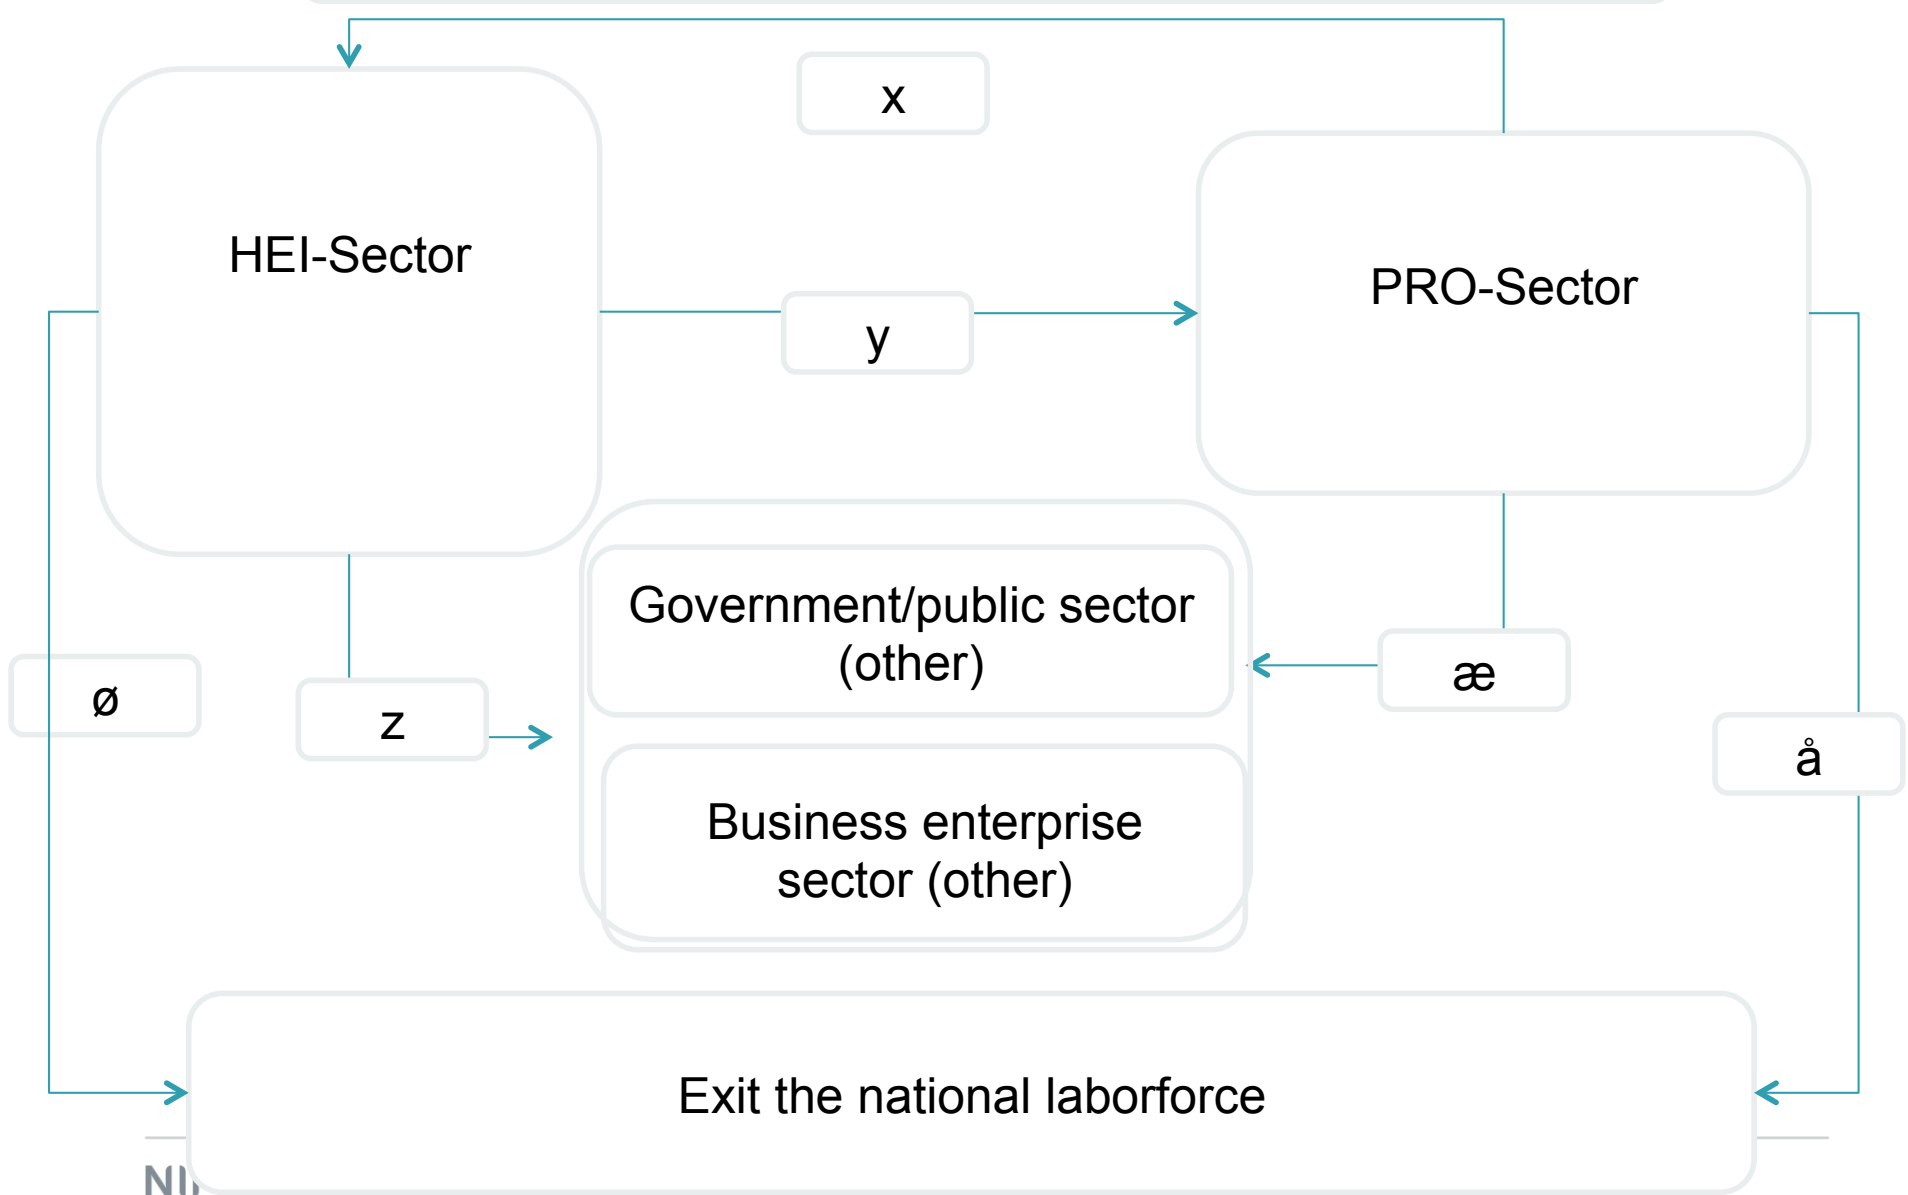 x
HEI-Sector
PRO-Sector
y
Government/public sector
(other)
æ
ø
z
å
Business enterprise
sector (other)
Exit the national laborforce